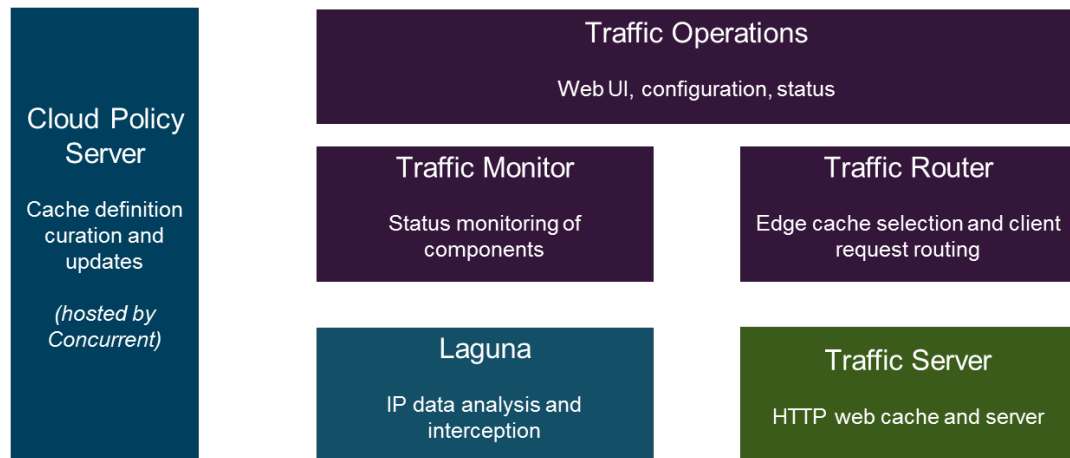 Cloud Policy
Server
Cache definition
curation and
updates
(hosted by
Concurrent)
Traffic Operations
Web UI, configuration, status
Traffic Monitor
Status monitoring of
components
Traffic Router
Edge cache selection and client
request routing
Laguna
IP data analysis and
interception
Traffic Server
HTTP web cache and server